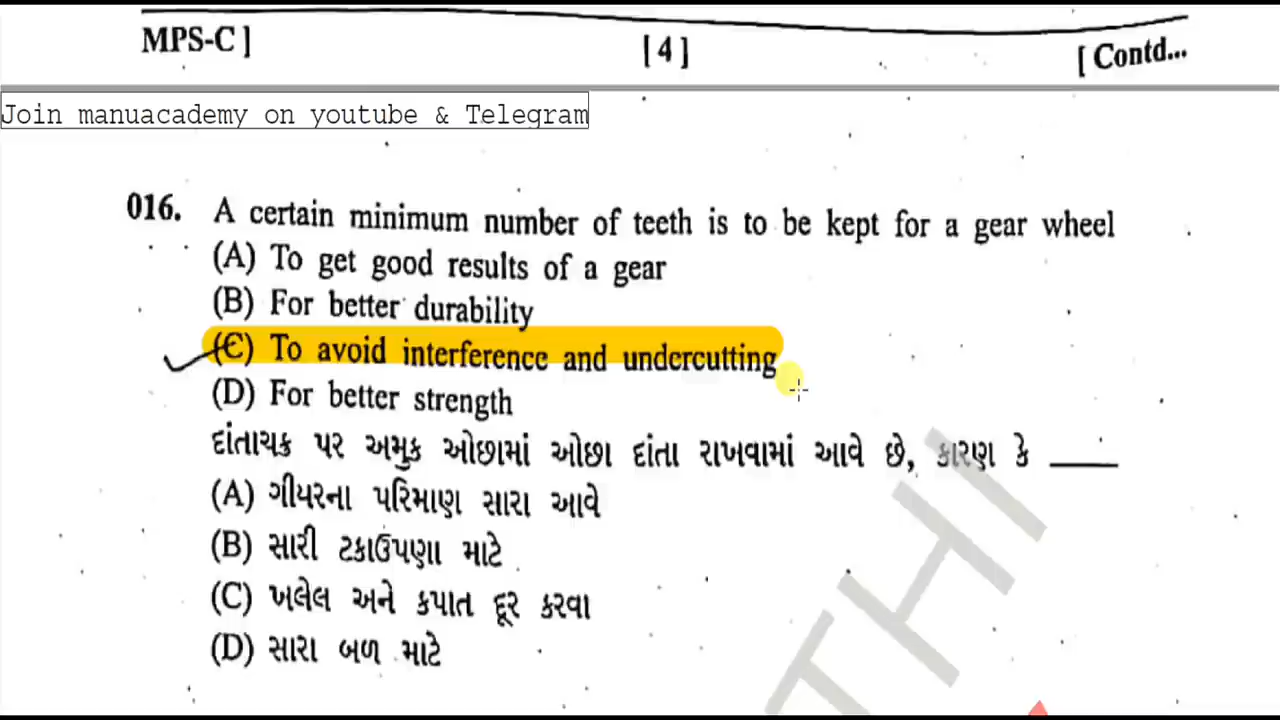 MPS-C ] [ 4 ] [ Contd...
Join manuacademy on youtube & Telegram
016. A certain minimum number of teeth is to be kept for a gear wheel
(A) To get good results of a gear
(B) For better durability
(C) To avoid interference and undercutting
(D) For better strength
દાંતાચક્ર પર અમુક ઓછામાં ઓછા દાંતા રાખવામાં આવે છે, કારણ કે ____
(A) ગીયરના પરિમાણ સારા આવે
(B) સારી ટકાઉપણા માટે
(C) ખલેલ અને કપાત દૂર કરવા
(D) સારા બળ માટે
THI